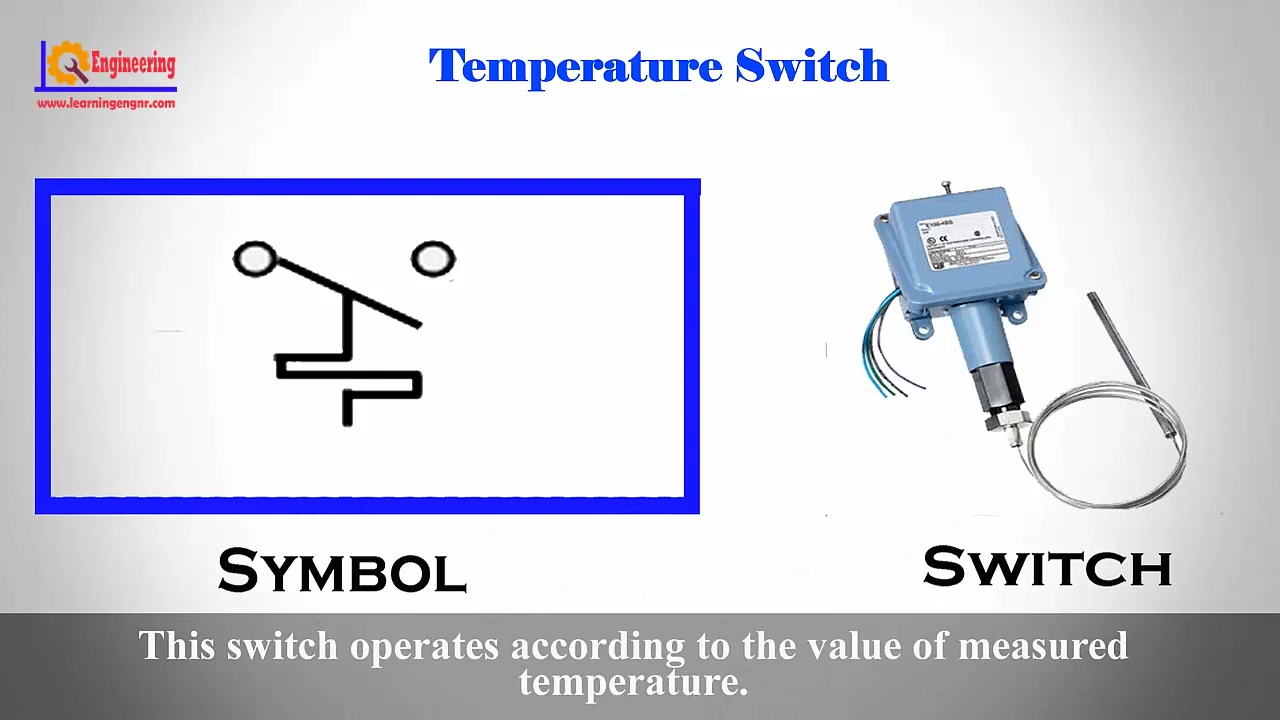 Engineering
www.learningengnr.com
Temperature Switch
SYMBOL
SWITCH
This switch operates according to the value of measured
temperature.